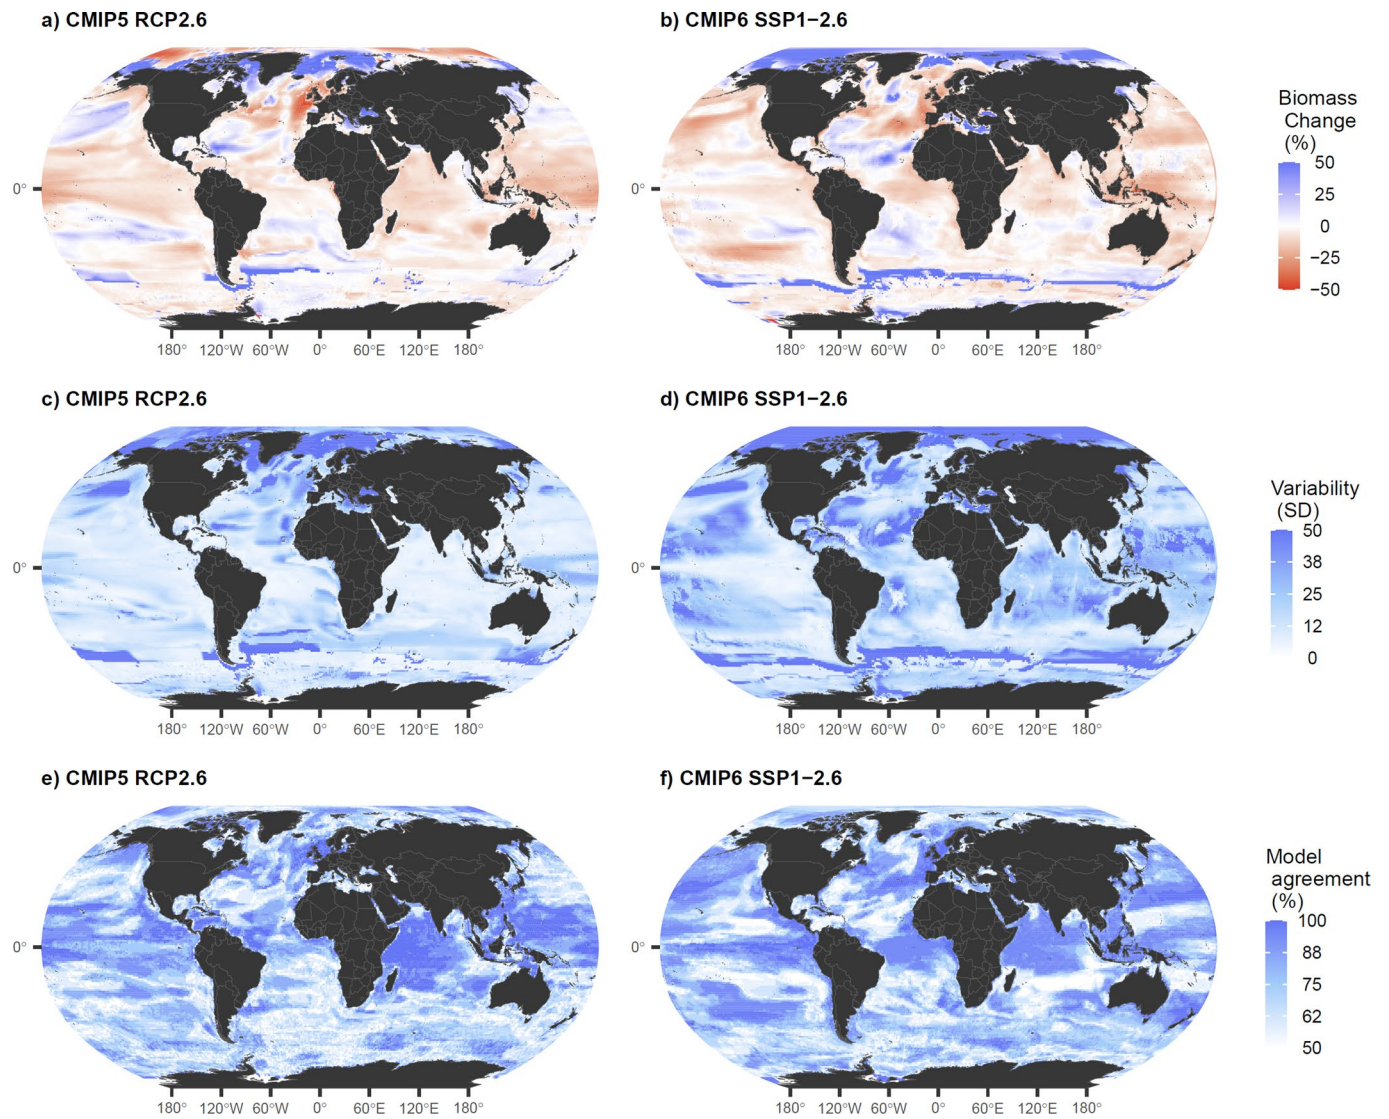 a) CMIP5 RCP2.6
b) CMIP6 SSP1−2.6
0°
0°
180° 120°W 60°W 0° 60°E 120°E 180°
180° 120°W 60°W 0° 60°E 120°E 180°
Biomass
Change
(%)
50
25
0
−25
−50
c) CMIP5 RCP2.6
d) CMIP6 SSP1−2.6
0°
0°
180° 120°W 60°W 0° 60°E 120°E 180°
180° 120°W 60°W 0° 60°E 120°E 180°
Variability
(SD)
50
38
25
12
0
e) CMIP5 RCP2.6
f) CMIP6 SSP1−2.6
0°
0°
180° 120°W 60°W 0° 60°E 120°E 180°
180° 120°W 60°W 0° 60°E 120°E 180°
Model
agreement
(%)
100
88
75
62
50